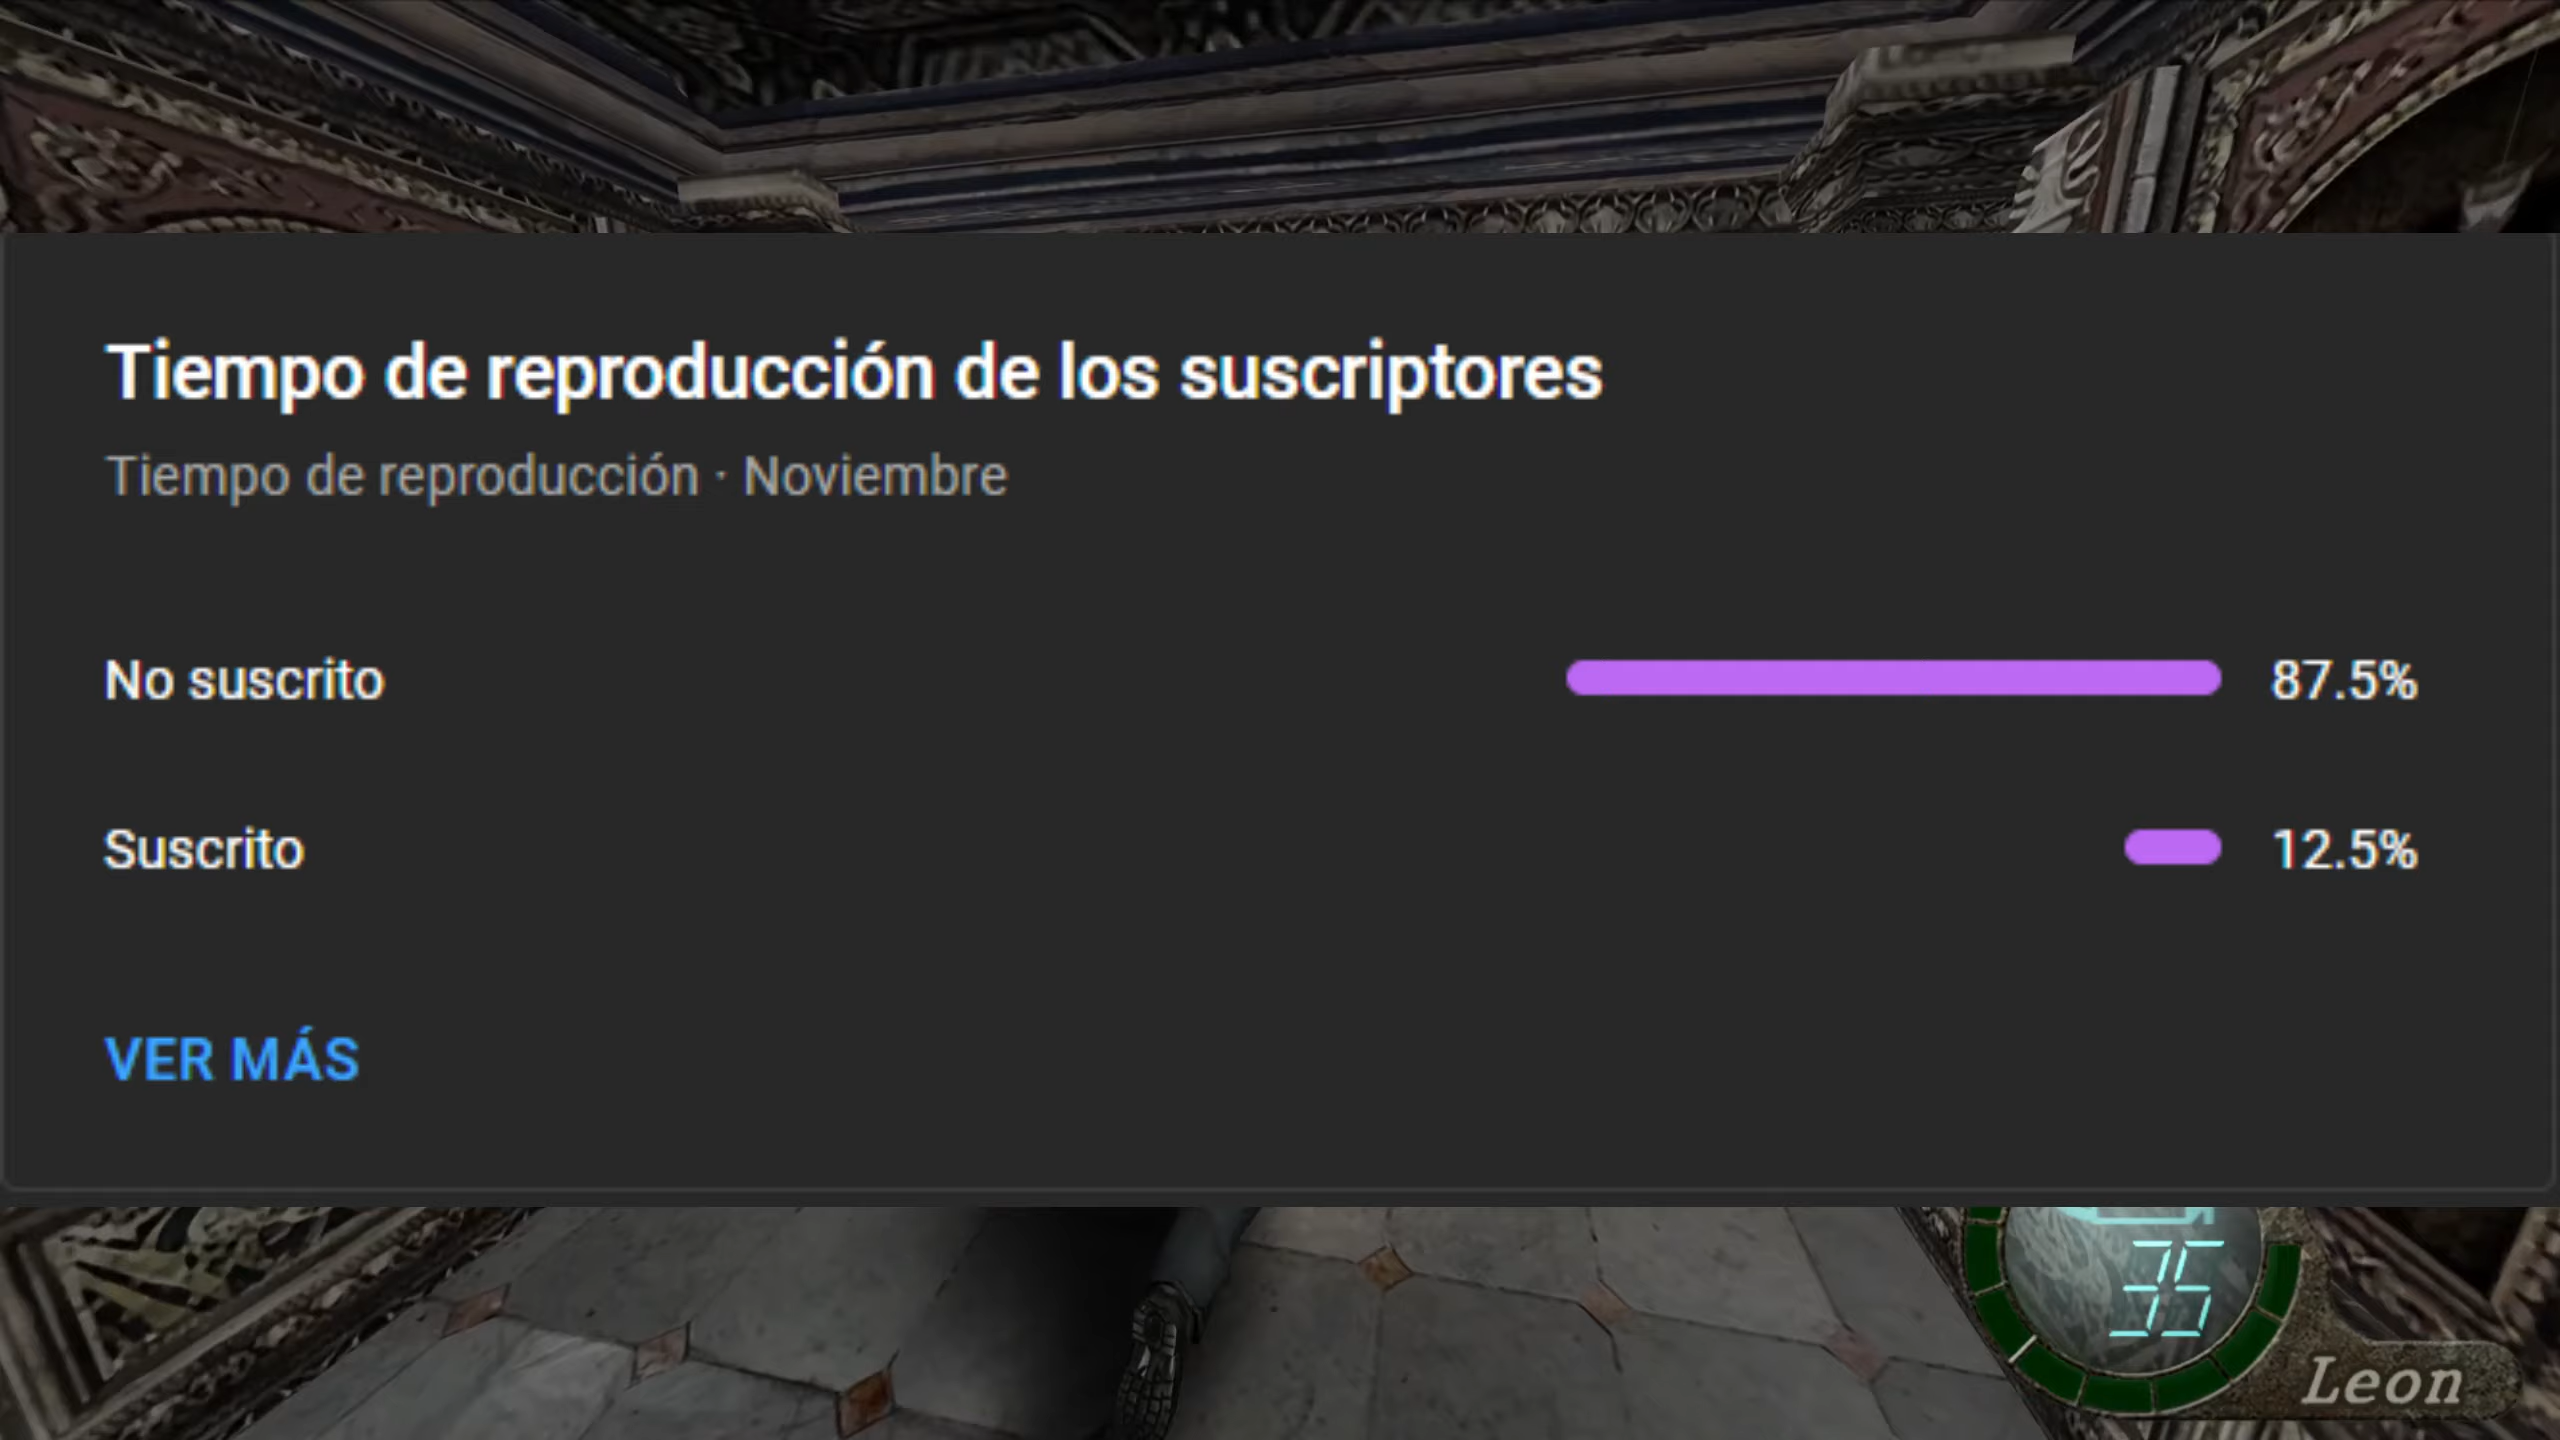 Tiempo de reproducción de los suscriptores
Tiempo de reproducción · Noviembre
No suscrito 87.5%
Suscrito 12.5%
VER MÁS
35
Leon